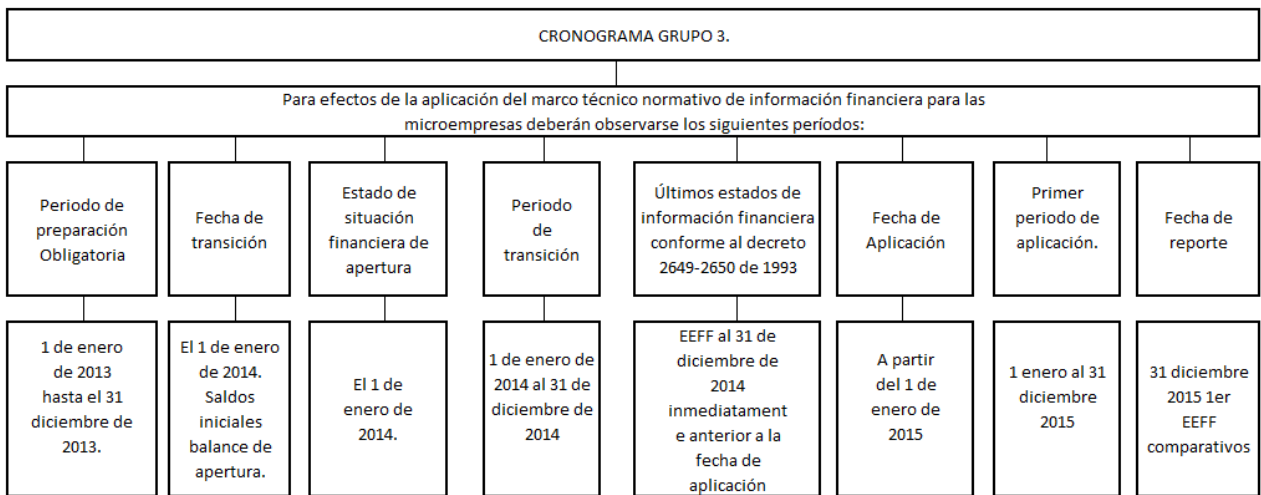 CRONOGRAMA GRUPO 3.
Para efectos de la aplicación del marco técnico normativo de información financiera para las
microempresas deberán observarse los siguientes períodos:
Periodo de
preparación
Obligatoria
Fecha de
transición
Estado de
situación
financiera de
apertura
Periodo
de
transición
Últimos estados de
información financiera
conforme al decreto
2649-2650 de 1993
Fecha de
Aplicación
Primer
periodo de
aplicación.
Fecha de
reporte
1 de enero
de 2013
hasta el 31
diciembre de
2013.
El 1 de enero
de 2014.
Saldos
iniciales
balance de
apertura.
El 1 de
enero de
2014.
1 de enero de
2014 al 31 de
diciembre de
2014
EEFF al 31 de
diciembre de
2014
inmediatament
e anterior a la
fecha de
aplicación
A partir
del 1 de
enero de
2015
1 enero al 31
diciembre
2015
31 diciembre
2015 1er
EEFF
comparativos